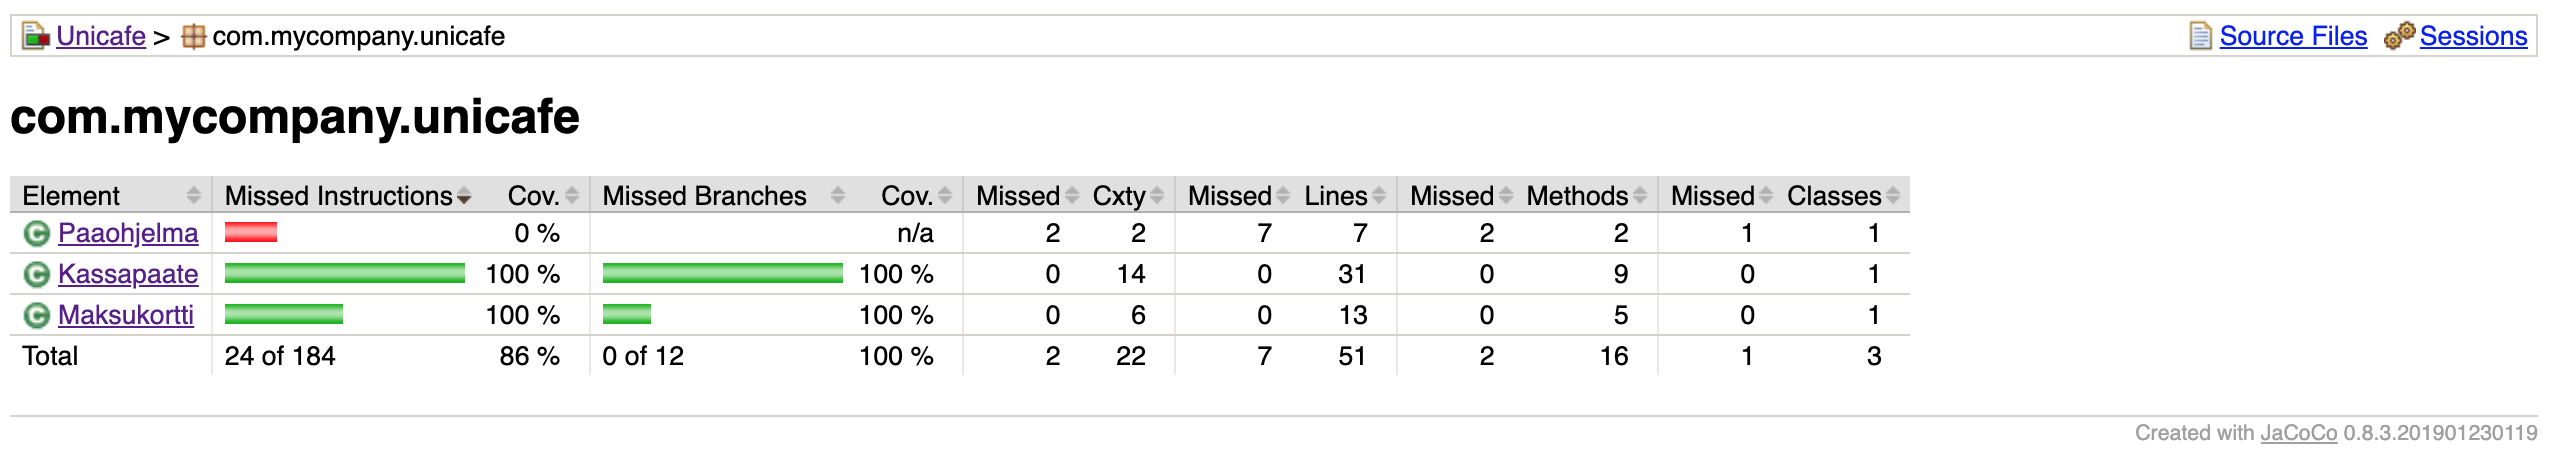 Unicafe > com.mycompany.unicafe Source Files Sessions
com.mycompany.unicafe
Element Missed Instructions Cov. Missed Branches Cov. Missed Cxty Missed Lines Missed Methods Missed Classes
Paaohjelma 0 % n/a 2 2 7 7 2 2 1 1
Kassapaate 100 % 100 % 0 14 0 31 0 9 0 1
Maksukortti 100 % 100 % 0 6 0 13 0 5 0 1
Total 24 of 184 86 % 0 of 12 100 % 2 22 7 51 2 16 1 3
Created with JaCoCo 0.8.3.201901230119